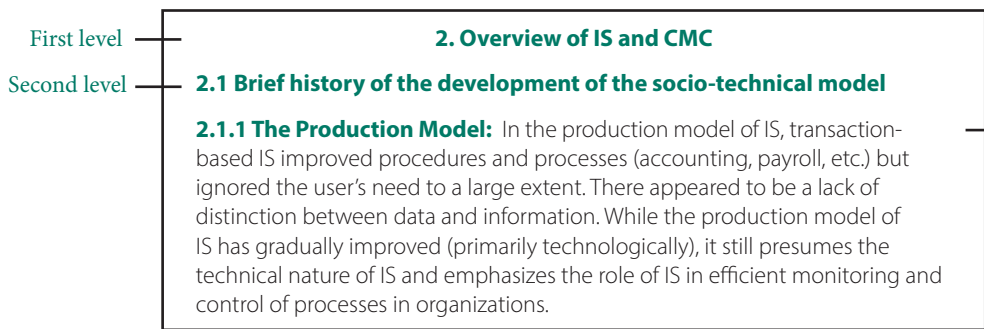 First level
2. Overview of IS and CMC
Second level
2.1 Brief history of the development of the socio-technical model
2.1.1 The Production Model: In the production model of IS, transaction-
based IS improved procedures and processes (accounting, payroll, etc.) but
ignored the user's need to a large extent. There appeared to be a lack of
distinction between data and information. While the production model of
IS has gradually improved (primarily technologically), it still presumes the
technical nature of IS and emphasizes the role of IS in efficient monitoring and
control of processes in organizations.